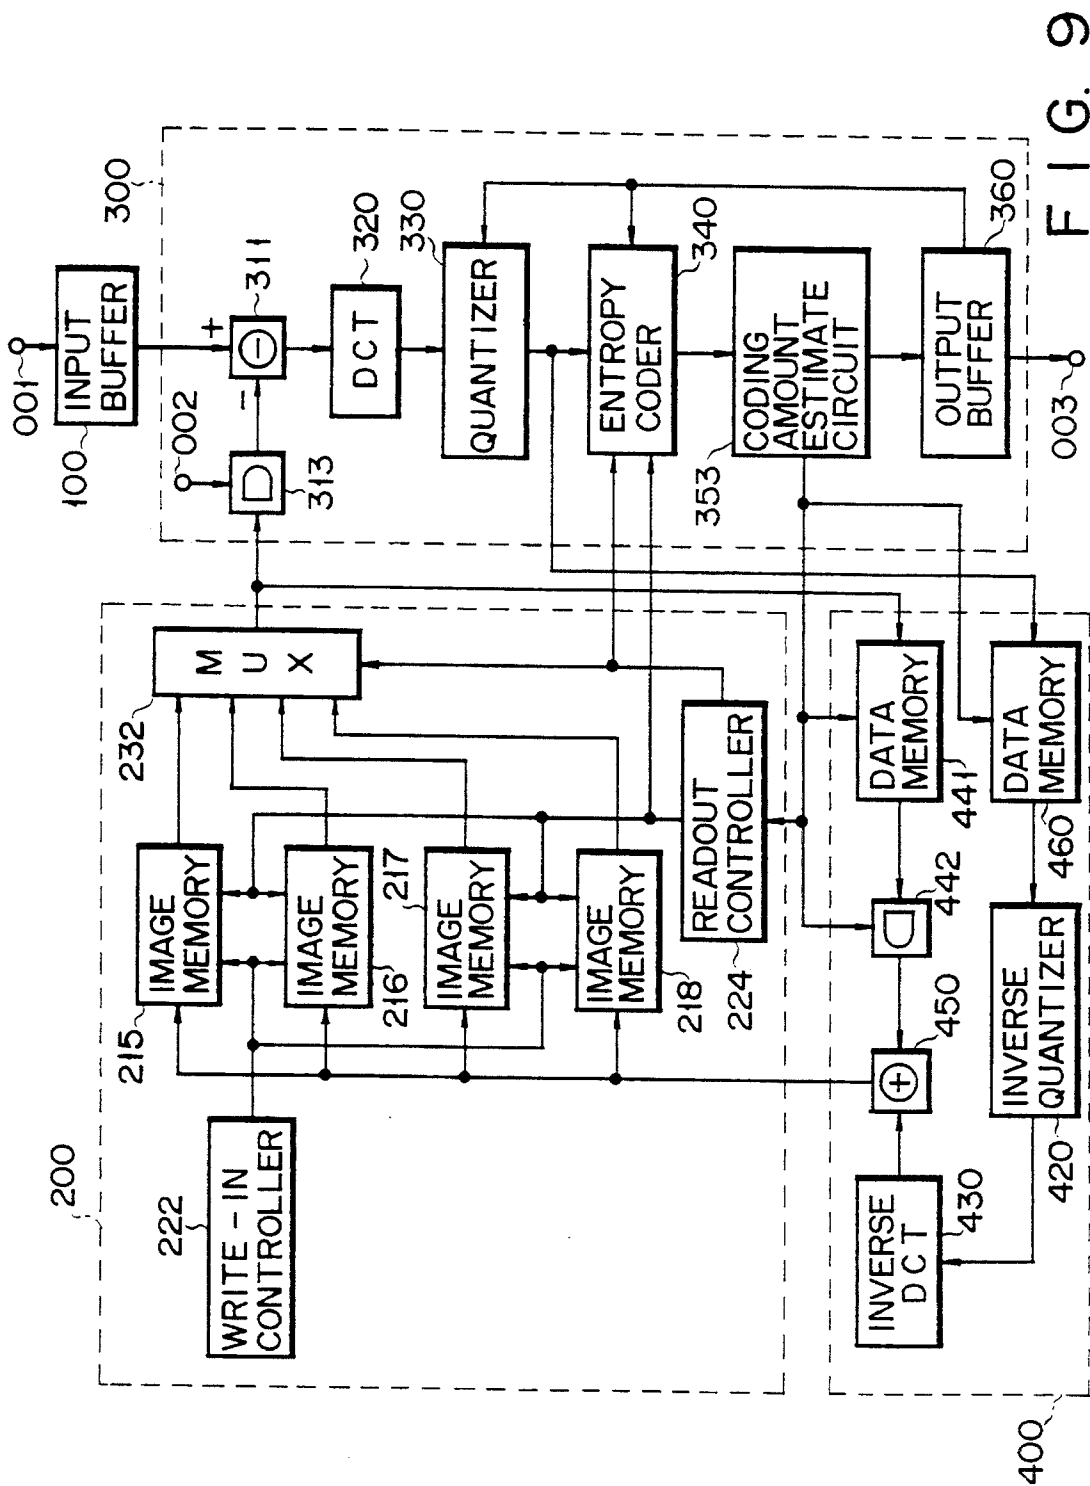 FIG. 9
001
INPUT
BUFFER
100
002
+
−
311
313
300
DCT
320
QUANTIZER
330
ENTROPY
CODER
340
CODING
AMOUNT
ESTIMATE
CIRCUIT
353
OUTPUT
BUFFER
360
003
200
WRITE-IN
CONTROLLER
222
IMAGE
MEMORY
215
IMAGE
MEMORY
216
IMAGE
MEMORY
217
IMAGE
MEMORY
218
MUX
232
READOUT
CONTROLLER
224
400
DATA
MEMORY
441
442
450
INVERSE
DCT
430
DATA
MEMORY
460
INVERSE
QUANTIZER
420